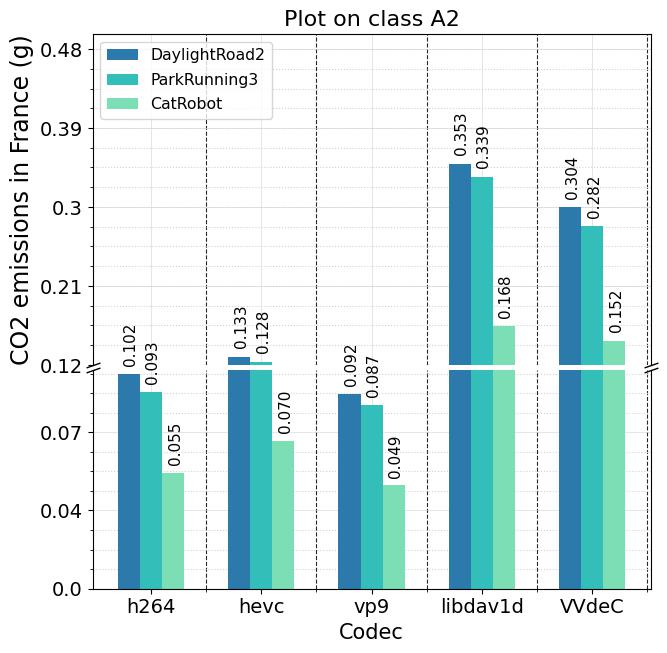 Plot on class A2
CO2 emissions in France (g)
DaylightRoad2
ParkRunning3
CatRobot
0.48
0.39
0.3
0.21
0.12
0.12
0.07
0.04
0.0
0.102
0.093
0.055
0.133
0.128
0.070
0.092
0.087
0.049
0.353
0.339
0.168
0.304
0.282
0.152
h264
hevc
vp9
libdav1d
VVdeC
Codec